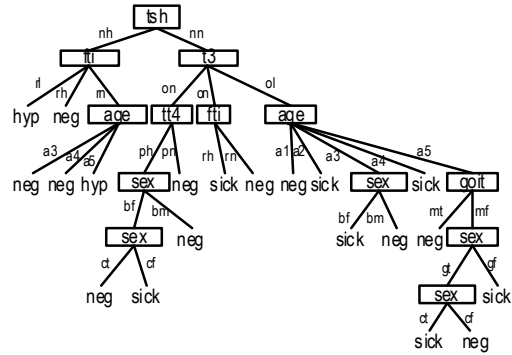 tsh
nh nn
fti t3
rl rh rn on on ol
hyp neg age tt4 fti age
a3 a4 a5 ph pn rh rn a1 a2 a3 a4 a5
neg neg hyp sex neg sick neg neg sick sex sick goit
bf bm bf bm mt mf
sex neg sick neg neg sex
ct cf gt gf
neg sick sex sick
ct cf
sick neg